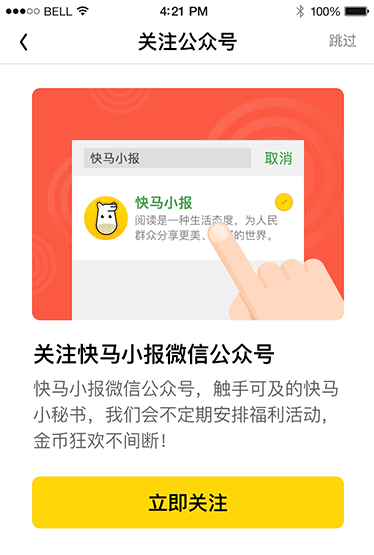 BELL 4:21 PM 100%
关注公众号 跳过
快马小报 取消
快马小报
阅读是一种生活态度，为人民
群众分享更美、 的世界。
关注快马小报微信公众号
快马小报微信公众号，触手可及的快马
小秘书，我们会不定期安排福利活动，
金币狂欢不间断！
立即关注